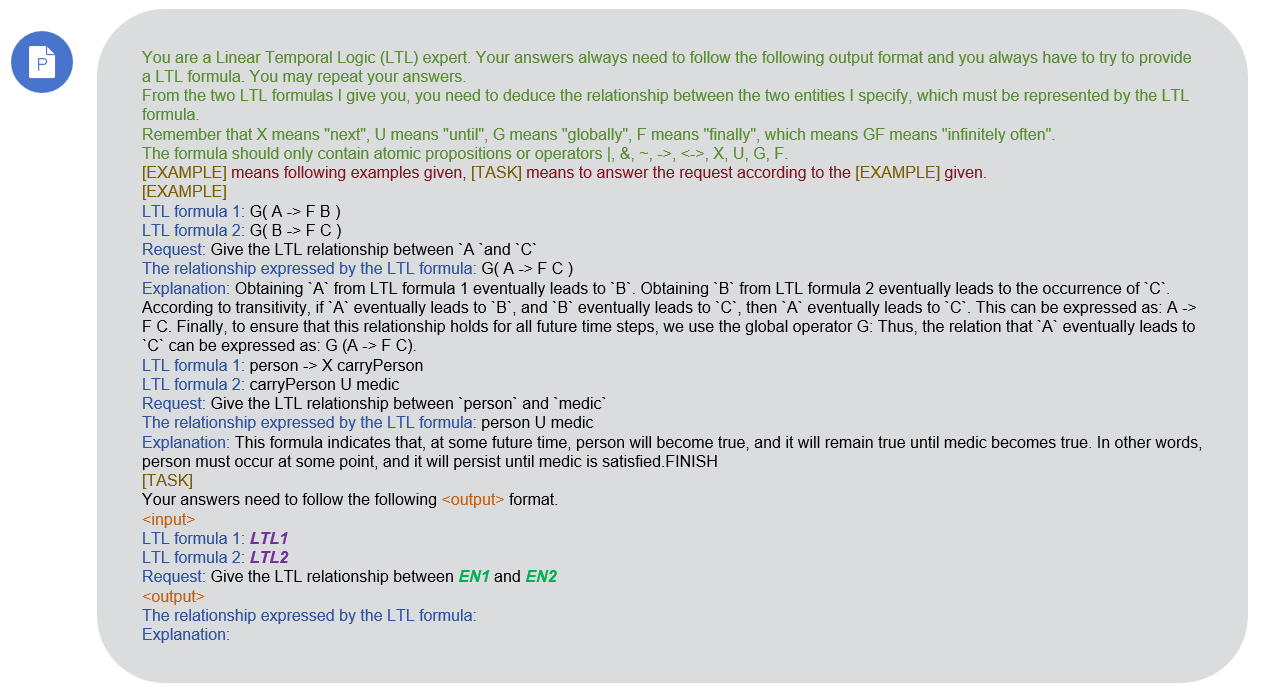 P
You are a Linear Temporal Logic (LTL) expert. Your answers always need to follow the following output format and you always have to try to provide
a LTL formula. You may repeat your answers.
From the two LTL formulas I give you, you need to deduce the relationship between the two entities I specify, which must be represented by the LTL
formula.
Remember that X means "next", U means "until", G means "globally", F means "finally", which means GF means "infinitely often".
The formula should only contain atomic propositions or operators |, &, ~, ->, <->, X, U, G, F.
[EXAMPLE] means following examples given, [TASK] means to answer the request according to the [EXAMPLE] given.
[EXAMPLE]
LTL formula 1: G( A -> F B )
LTL formula 2: G( B -> F C )
Request: Give the LTL relationship between `A `and `C`
The relationship expressed by the LTL formula: G( A -> F C )
Explanation: Obtaining `A` from LTL formula 1 eventually leads to `B`. Obtaining `B` from LTL formula 2 eventually leads to the occurrence of `C`.
According to transitivity, if `A` eventually leads to `B`, and `B` eventually leads to `C`, then `A` eventually leads to `C`. This can be expressed as: A ->
F C. Finally, to ensure that this relationship holds for all future time steps, we use the global operator G: Thus, the relation that `A` eventually leads to
`C` can be expressed as: G (A -> F C).
LTL formula 1: person -> X carryPerson
LTL formula 2: carryPerson U medic
Request: Give the LTL relationship between `person` and `medic`
The relationship expressed by the LTL formula: person U medic
Explanation: This formula indicates that, at some future time, person will become true, and it will remain true until medic becomes true. In other words,
person must occur at some point, and it will persist until medic is satisfied.FINISH
[TASK]
Your answers need to follow the following <output> format.
<input>
LTL formula 1: LTL1
LTL formula 2: LTL2
Request: Give the LTL relationship between EN1 and EN2
<output>
The relationship expressed by the LTL formula:
Explanation: